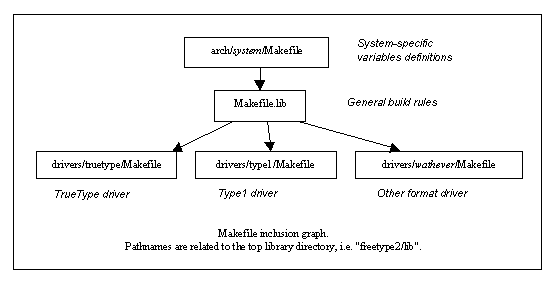 arch/system/Makefile
System-specific
variables definitions
Makefile.lib
General build rules
drivers/truetype/Makefile
drivers/type1/Makefile
drivers/wathever/Makefile
TrueType driver
Type1 driver
Other format driver
Makefile inclusion graph.
Pathnames are related to the top library directory, i.e. "freetype2/lib".